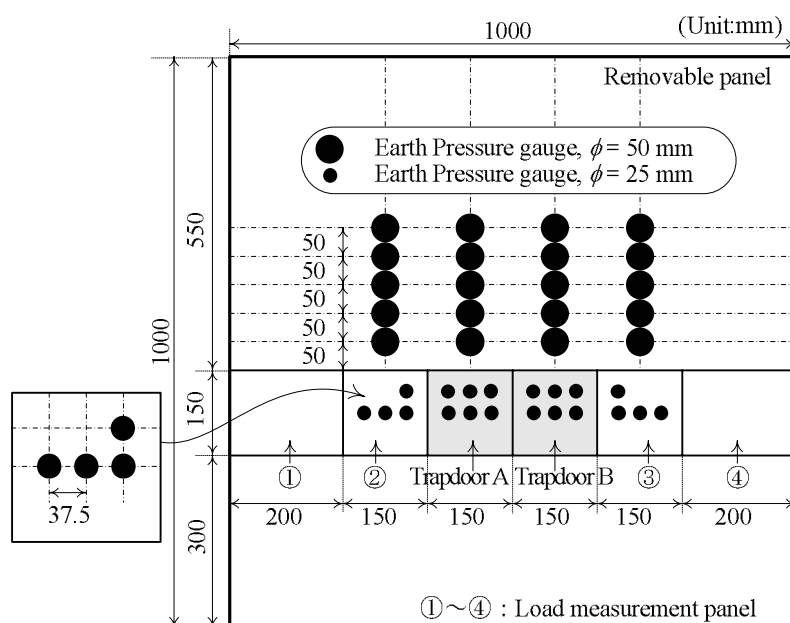 1000
(Unit:mm)
Removable panel
Earth Pressure gauge, ϕ = 50 mm
Earth Pressure gauge, ϕ = 25 mm
550
50
50
50
50
50
1000
150
① ② Trapdoor A Trapdoor B ③ ④
37.5
200 150 150 150 150 200
300
①~④ : Load measurement panel